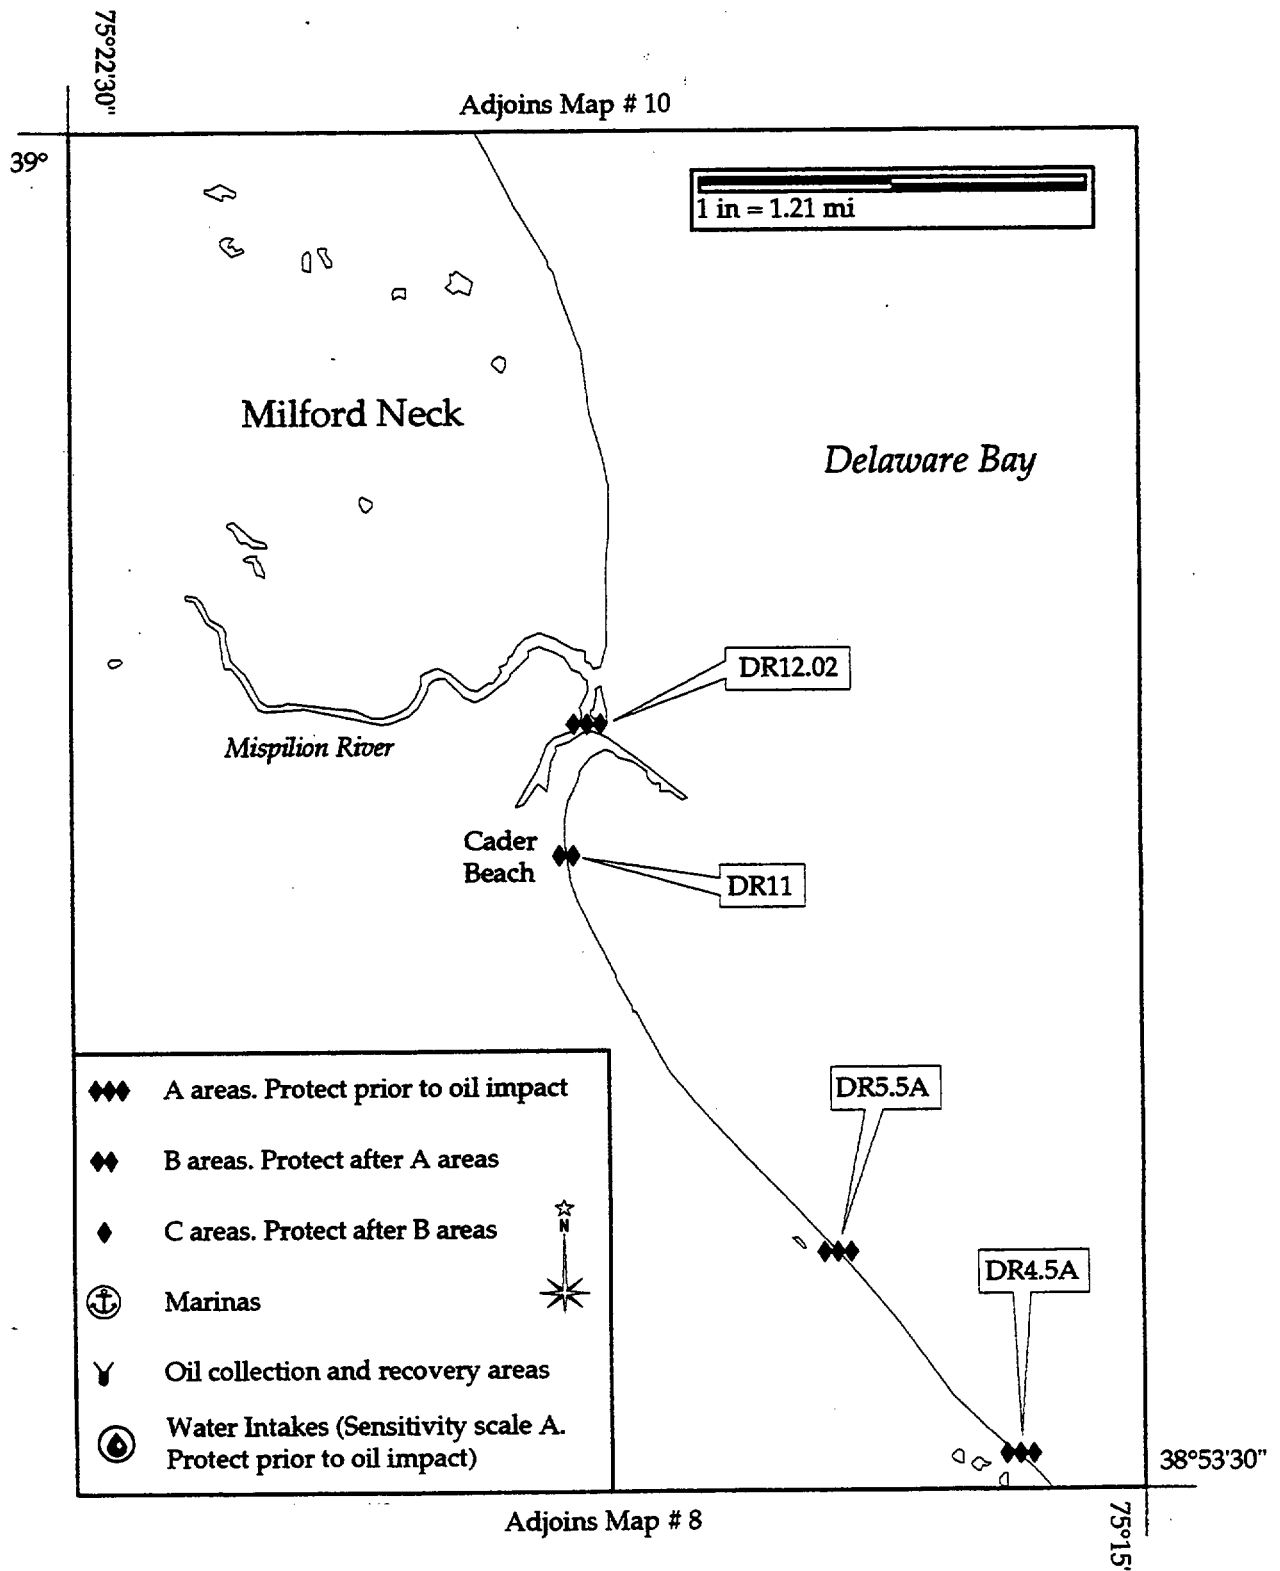 75°22'30"
Adjoins Map # 10
39°
1 in = 1.21 mi
Milford Neck
Delaware Bay
DR12.02
Mispilion River
Cader
Beach
DR11
DR5.5A
A areas. Protect prior to oil impact
B areas. Protect after A areas
C areas. Protect after B areas
N
Marinas
Oil collection and recovery areas
Water Intakes (Sensitivity scale A.
Protect prior to oil impact)
DR4.5A
38°53'30"
Adjoins Map # 8
75°15'